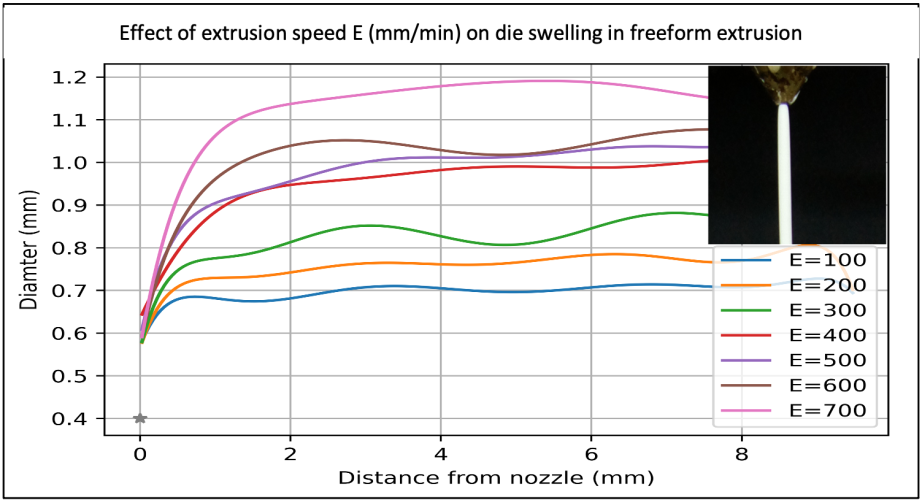 Effect of extrusion speed E (mm/min) on die swelling in freeform extrusion
1.2
1.1
1.0
0.9
0.8
0.7
0.6
0.5
0.4
Diamter (mm)
E=100
E=200
E=300
E=400
E=500
E=600
E=700
0 2 4 6 8
Distance from nozzle (mm)